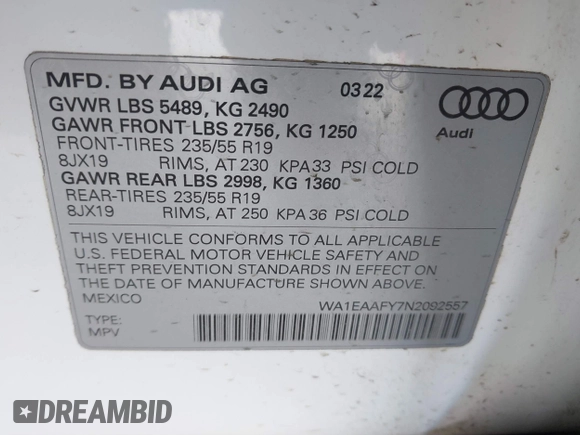 MFD. BY AUDI AG 03.22
GVWR LBS 5489, KG 2490
GAWR FRONT-LBS 2756, KG 1250
FRONT-TIRES 235/55 R19
8JX19 RIMS, AT 230 KPA 33 PSI COLD
GAWR REAR LBS 2998, KG 1360
REAR-TIRES 235/55 R19
8JX19 RIMS, AT 250 KPA 36 PSI COLD
THIS VEHICLE CONFORMS TO ALL APPLICABLE
U.S. FEDERAL MOTOR VEHICLE SAFETY AND
THEFT PREVENTION STANDARDS IN EFFECT ON
THE DATE OF MANUFACTURE SHOWN ABOVE
MEXICO
WA1EAAFY7N2092557
TYPE:
MPV
Audi
DREAMBID